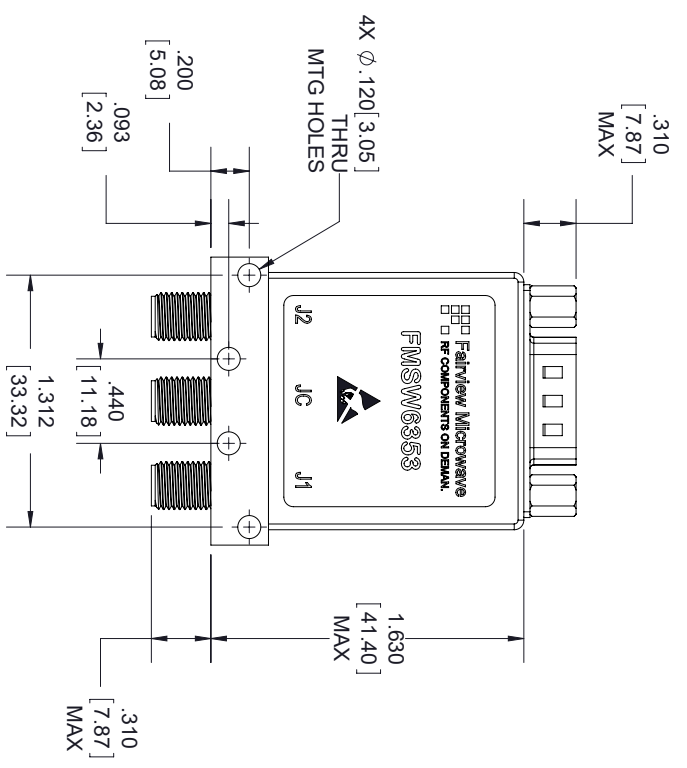 .310
[7.87]
MAX
4X ⌀.120[3.05]
THRU
MTG HOLES
.200
[5.08]
.093
[2.36]
Fairview Microwave
RF COMPONENTS ON DEMAN.
FMSW6353
J2
JC
J1
.440
[11.18]
1.312
[33.32]
1.630
[41.40]
MAX
.310
[7.87]
MAX